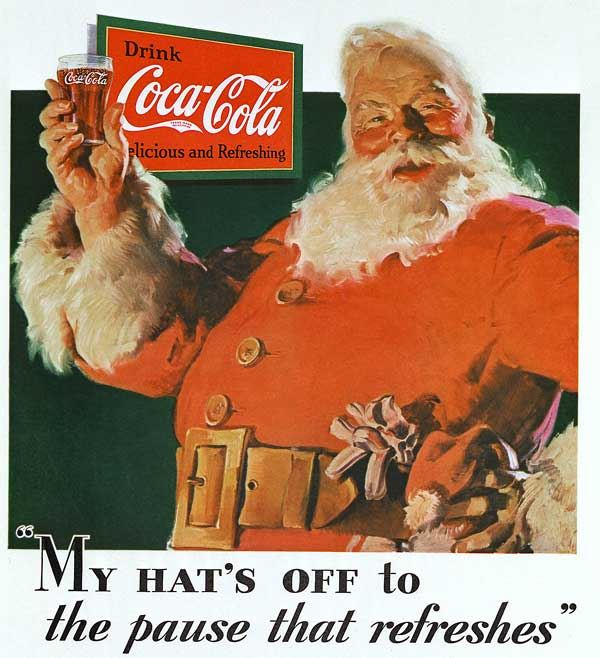 Drink
Coca-Cola
Coca-Cola
elicious and Refreshing
"MY HAT'S OFF to
the pause that refreshes"